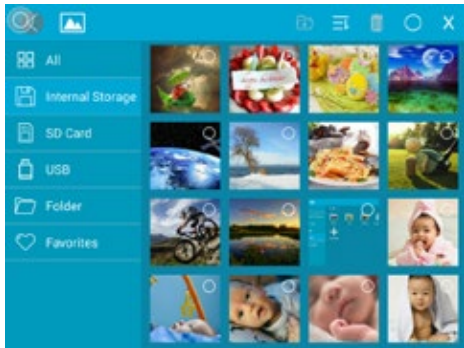 X
All
Internal Storage
SD Card
USB
Folder
Favorites